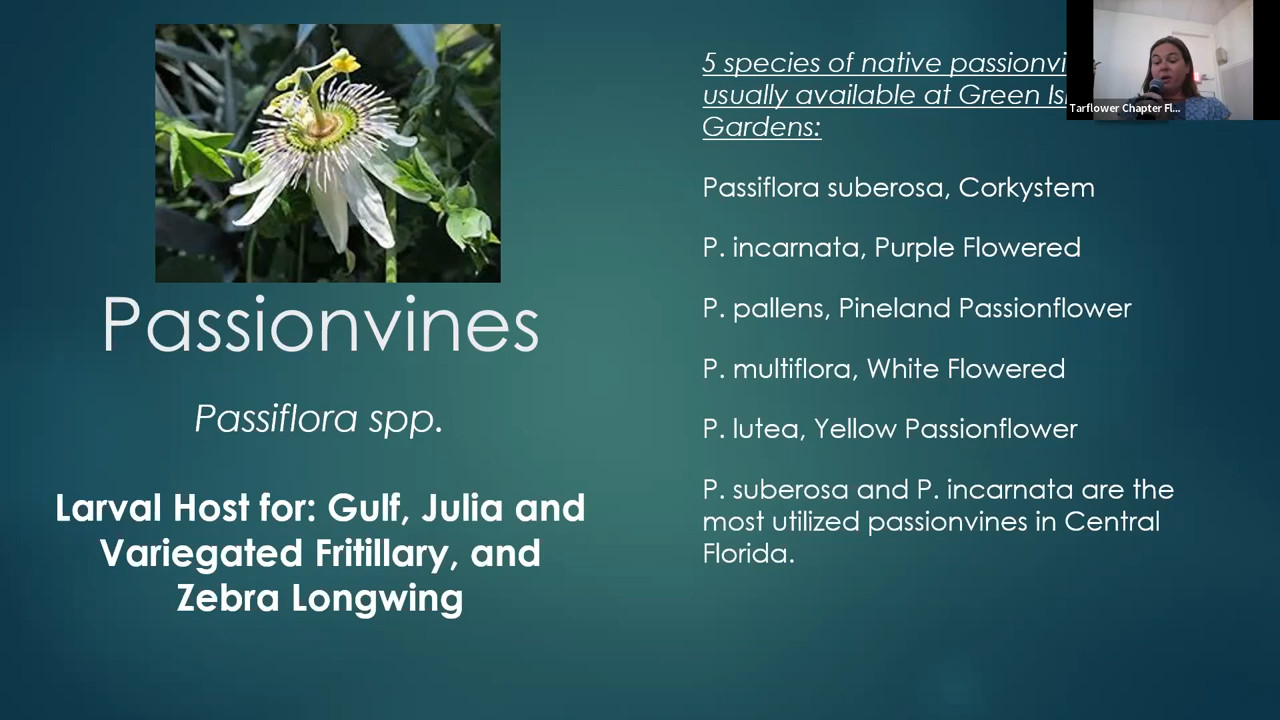 5 species of native passionvi
usually available at Green Is
Gardens:
Tarflower Chapter Fl...
Passiflora suberosa, Corkystem
P. incarnata, Purple Flowered
P. pallens, Pineland Passionflower
P. multiflora, White Flowered
P. lutea, Yellow Passionflower
P. suberosa and P. incarnata are the
most utilized passionvines in Central
Florida.
Passionvines
Passiflora spp.
Larval Host for: Gulf, Julia and
Variegated Fritillary, and
Zebra Longwing